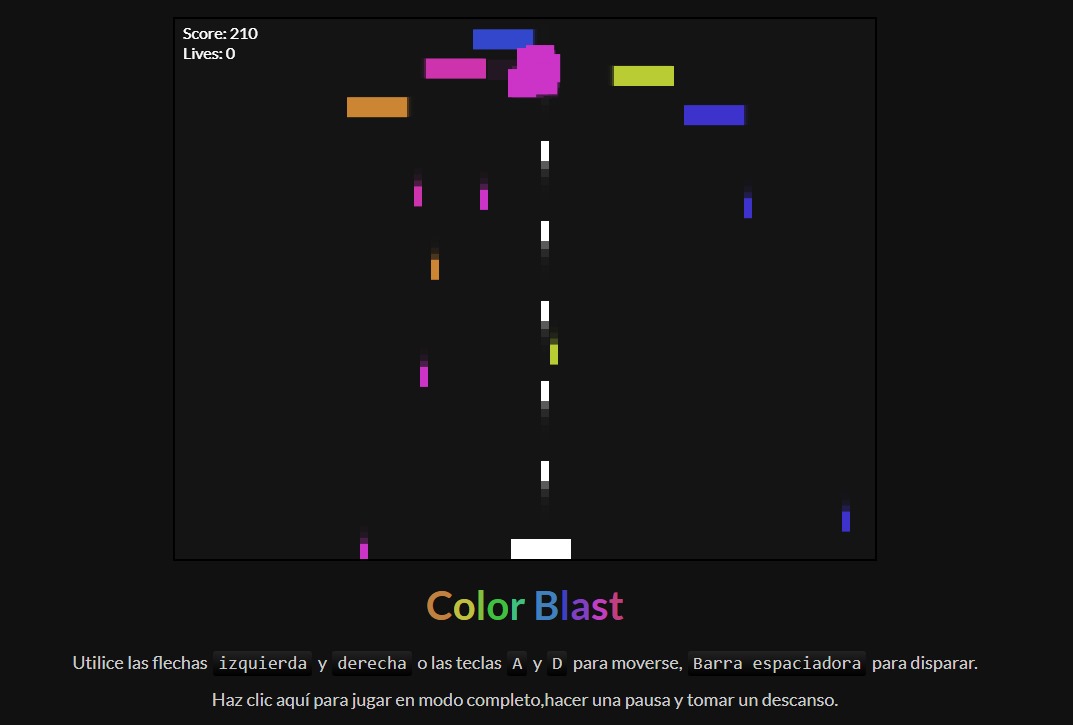 Score: 210
Lives: 0
Color Blast
Utilice las flechas izquierda y derecha o las teclas A y D para moverse, Barra espaciadora para disparar.
Haz clic aquí para jugar en modo completo,hacer una pausa y tomar un descanso.